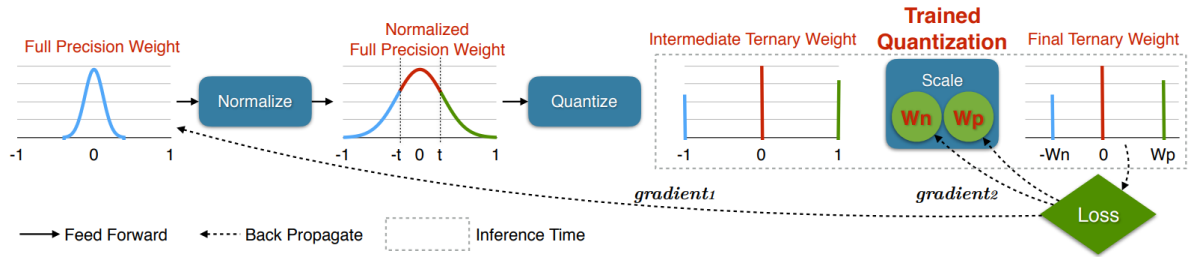 Full Precision Weight
-1 0 1
Normalize
Normalized
Full Precision Weight
-1 -t 0 t 1
Quantize
Intermediate Ternary Weight
-1 0 1
Trained
Quantization
Scale
Wn Wp
Final Ternary Weight
-Wn 0 Wp
gradient1
gradient2
Loss
Feed Forward
Back Propagate
Inference Time